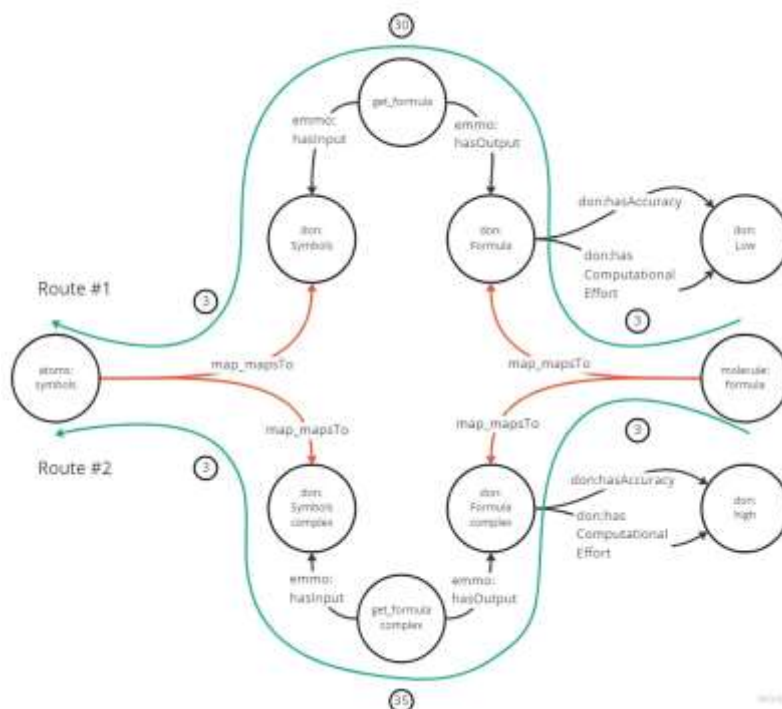 30
get_formula
emmo:
hasInput
emmo:
hasOutput
don:
Symbols
don:
Formula
don:hasAccuracy
don:has
Computational
Effort
don:
Low
Route #1
3
3
atoms:
symbols
map_mapsTo
map_mapsTo
molecule:
formula
map_mapsTo
map_mapsTo
3
3
Route #2
don:
Symbols
complex
don:
Formula
complex
don:hasAccuracy
don:has
Computational
Effort
don:
high
emmo:
hasInput
get_formula
complex
emmo:
hasOutput
35